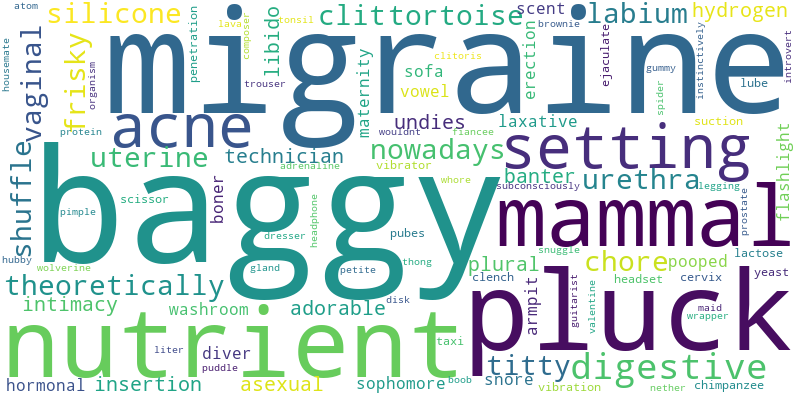 atom
silicone
tonsil
clittortoise
scent
labium
hydrogen
housemate
vaginal
frisky
organism
penetration
lava
composer
libido
brownie
erection
ejaculate
instinctively
introvert
migraine
clitoris
sofa
vowel
maternity
trouser
gummy
lube
spider
acne
protein
undies
wouldnt
fiancee
laxative
suction
setting
flashlight
shuffle
uterine
technician
adrenaline
nowadays
vibrator
whore
banter
urethra
subconsciously
legging
baggy
boner
scissor
pimple
headphone
dresser
pubes
mammal
prostate
hubby
wolverine
gland
petite
thong
snuggle
plural
chore
pooped
lactose
yeast
clench
headset
cervix
theoretically
intimacy
washroom
adorable
disk
armpit
guitarist
valentine
maid
wrapper
pluck
nutrient
liter
diver
puddle
taxi
titty
digestive
hormonal
insertion
asexual
sophomore
boob
snore
vibration
nether
chimpanzee